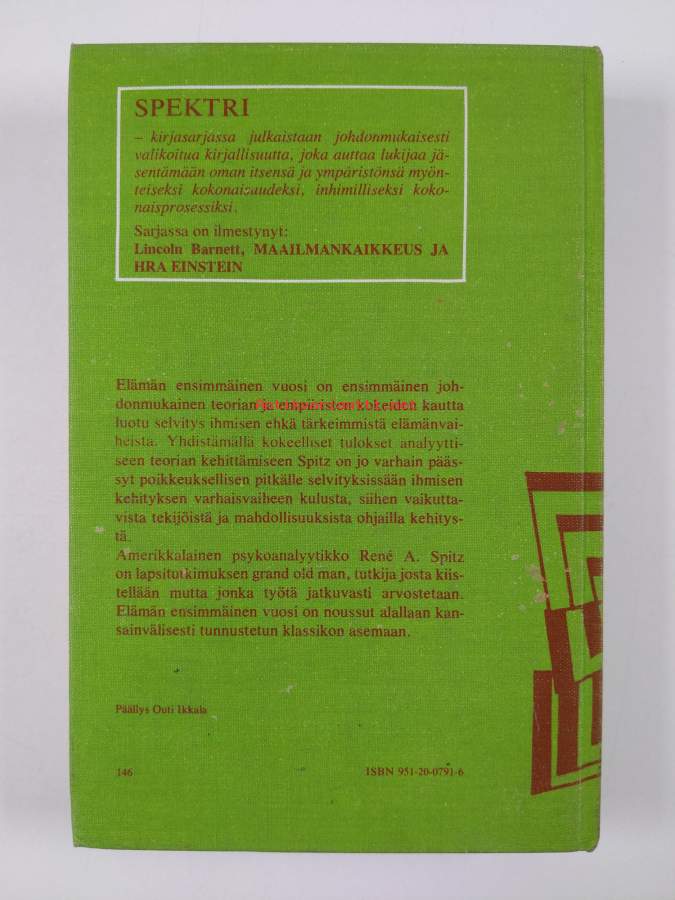 SPEKTRI
– kirjasarjassa julkaistaan johdonmukaisesti
valikoitua kirjallisuutta, joka auttaa lukijaa jä-
sentämään oman itsensä ja ympäristönsä myön-
teiseksi kokonaisuudeksi, inhimilliseksi koko-
naisprosessiksi.
Sarjassa on ilmestynyt:
Lincoln Barnett, MAAILMANKAIKKEUS JA
HRA EINSTEIN
Elämän ensimmäinen vuosi on ensimmäinen joh-
donmukainen teorian ja empiiristen kokeiden kautta
luotu selvitys ihmisen ehkä tärkeimmistä elämänvai-
heista. Yhdistämällä kokeelliset tulokset analyytti-
seen teorian kehittämiseen Spitz on jo varhain pääs-
syt poikkeuksellisen pitkälle selvityksissään ihmisen
kehityksen varhaisvaiheen kulusta, siihen vaikutta-
vista tekijöistä ja mahdollisuuksista ohjailla kehitys-
tä.
Amerikkalainen psykoanalyytikko René A. Spitz
on lapsitutkimuksen grand old man, tutkija josta kiis-
tellään mutta jonka työtä jatkuvasti arvostetaan.
Elämän ensimmäinen vuosi on noussut alallaan kan-
sainvälisesti tunnustetun klassikon asemaan.
Päällys Outi Ikkala
146 ISBN 951-20-0791-6